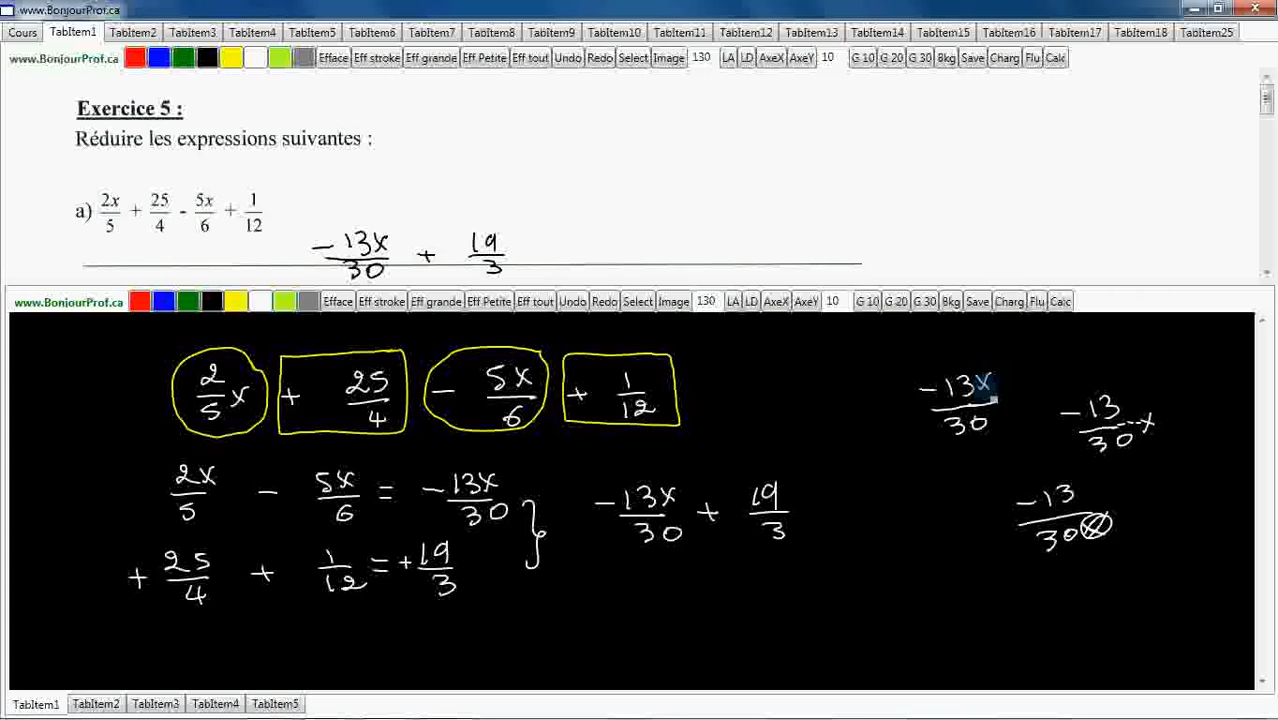 www.BonjourProf.ca
Cours TabItem1 TabItem2 TabItem3 TabItem4 TabItem5 TabItem6 TabItem7 TabItem8 TabItem9 TabItem10 TabItem11 TabItem12 TabItem13 TabItem14 TabItem15 TabItem16 TabItem17 TabItem18 TabItem25
www.BonjourProf.ca Efface Eff stroke Eff grande Eff Petite Eff tout Undo Redo Select Image 130 LA LD AxeX AxeY 10 G 10 G 20 G 30 Bkg Save Charg Flu Calc
Exercice 5 :
Réduire les expressions suivantes :
a) 2x/5 + 25/4 - 5x/6 + 1/12
-13x/30 + 19/3
www.BonjourProf.ca Efface Eff stroke Eff grande Eff Petite Eff tout Undo Redo Select Image 130 LA LD AxeX AxeY 10 G 10 G 20 G 30 Bkg Save Charg Flu Calc
2/5 x + 25/4 - 5x/6 + 1/12
-13x/30
-13/30 x
2x/5 - 5x/6 = -13x/30
-13x/30 + 19/3
-13/30x
+ 25/4 + 1/12 = +19/3
TabItem1 TabItem2 TabItem3 TabItem4 TabItem5